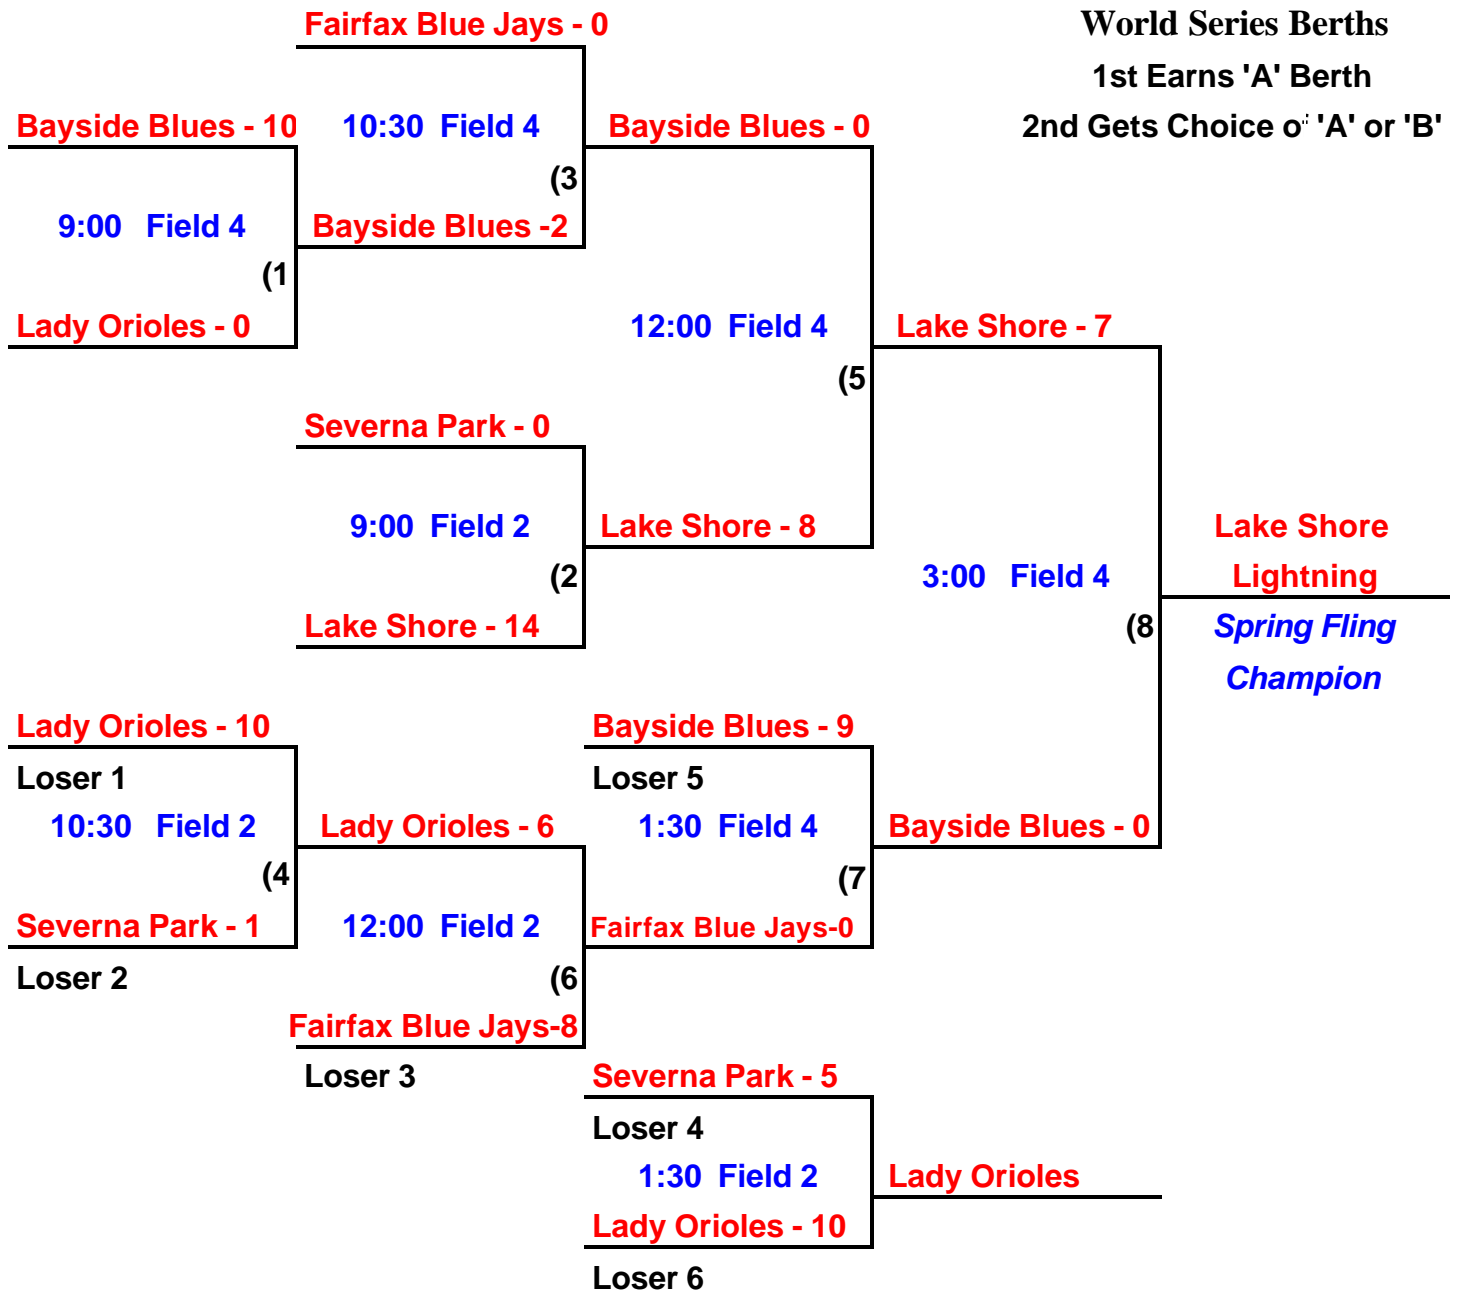 Fairfax Blue Jays - 0
World Series Berths
1st Earns 'A' Berth
Bayside Blues - 10
10:30 Field 4
Bayside Blues - 0
2nd Gets Choice of 'A' or 'B'
(3
9:00 Field 4
Bayside Blues -2
(1
Lady Orioles - 0
12:00 Field 4
Lake Shore - 7
(5
Severna Park - 0
9:00 Field 2
Lake Shore - 8
Lake Shore
(2
3:00 Field 4
Lightning
Lake Shore - 14
(8
Spring Fling
Champion
Lady Orioles - 10
Bayside Blues - 9
Loser 1
Loser 5
10:30 Field 2
Lady Orioles - 6
1:30 Field 4
Bayside Blues - 0
(4
(7
Severna Park - 1
12:00 Field 2
Fairfax Blue Jays-0
Loser 2
(6
Fairfax Blue Jays-8
Loser 3
Severna Park - 5
Loser 4
1:30 Field 2
Lady Orioles
Lady Orioles - 10
Loser 6